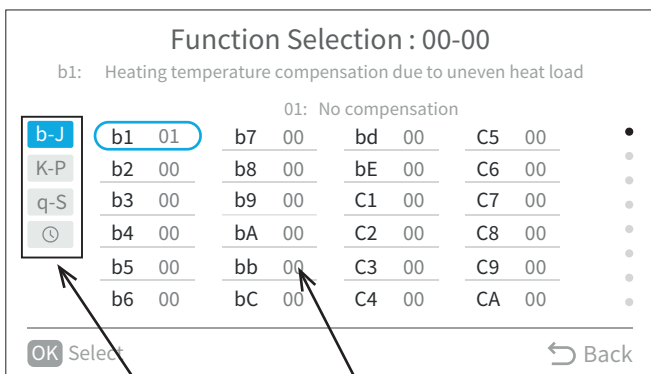 Function Selection : 00-00
b1: Heating temperature compensation due to uneven heat load
01: No compensation
b-J b1 01 b7 00 bd 00 C5 00
K-P b2 00 b8 00 bE 00 C6 00
q-S b3 00 b9 00 C1 00 C7 00
b4 00 bA 00 C2 00 C8 00
b5 00 bb 00 C3 00 C9 00
b6 00 bC 00 C4 00 CA 00
OK Select Back